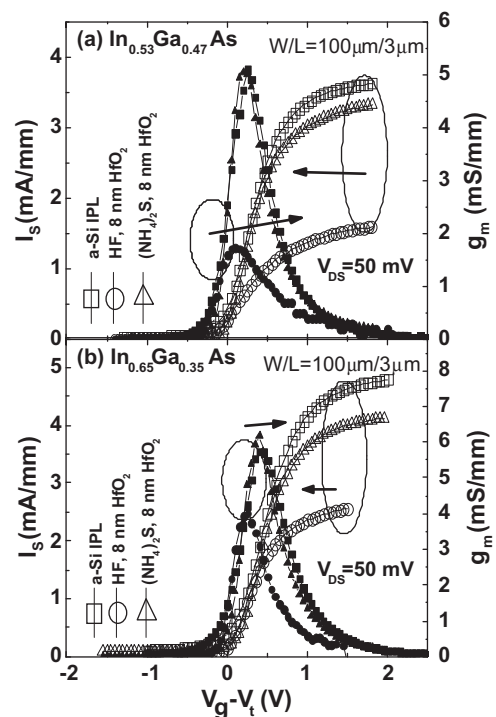 (a) In0.53Ga0.47As
W/L=100μm/3μm
IS(mA/mm)
gm(mS/mm)
4
3
2
1
0
6
5
4
3
2
1
0
a-Si IPL
HF, 8 nm HfO2
(NH4)2 S, 8 nm HfO2
VDS=50 mV
(b) In0.65Ga0.35As
W/L=100μm/3μm
IS(mA/mm)
gm(mS/mm)
5
4
3
2
1
0
8
7
6
5
4
3
2
1
0
a-Si IPL
HF, 8 nm HfO2
(NH4)2S, 8 nm HfO2
VDS=50 mV
-2 -1 0 1 2
Vg-Vt (V)